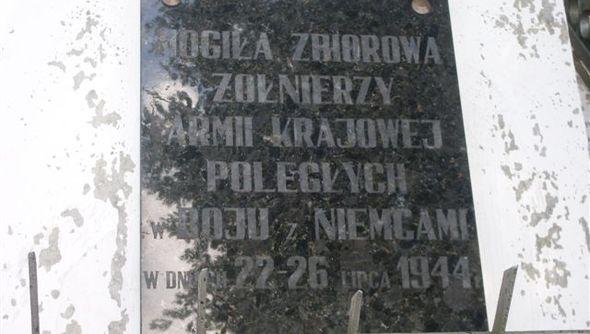 MOGIŁA ZBIOROWA
ŻOŁNIERZY
ARMII KRAJOWEJ
POLEGŁYCH
W BOJU Z NIEMCAMI
W DNIACH 22-26 LIPCA 1944